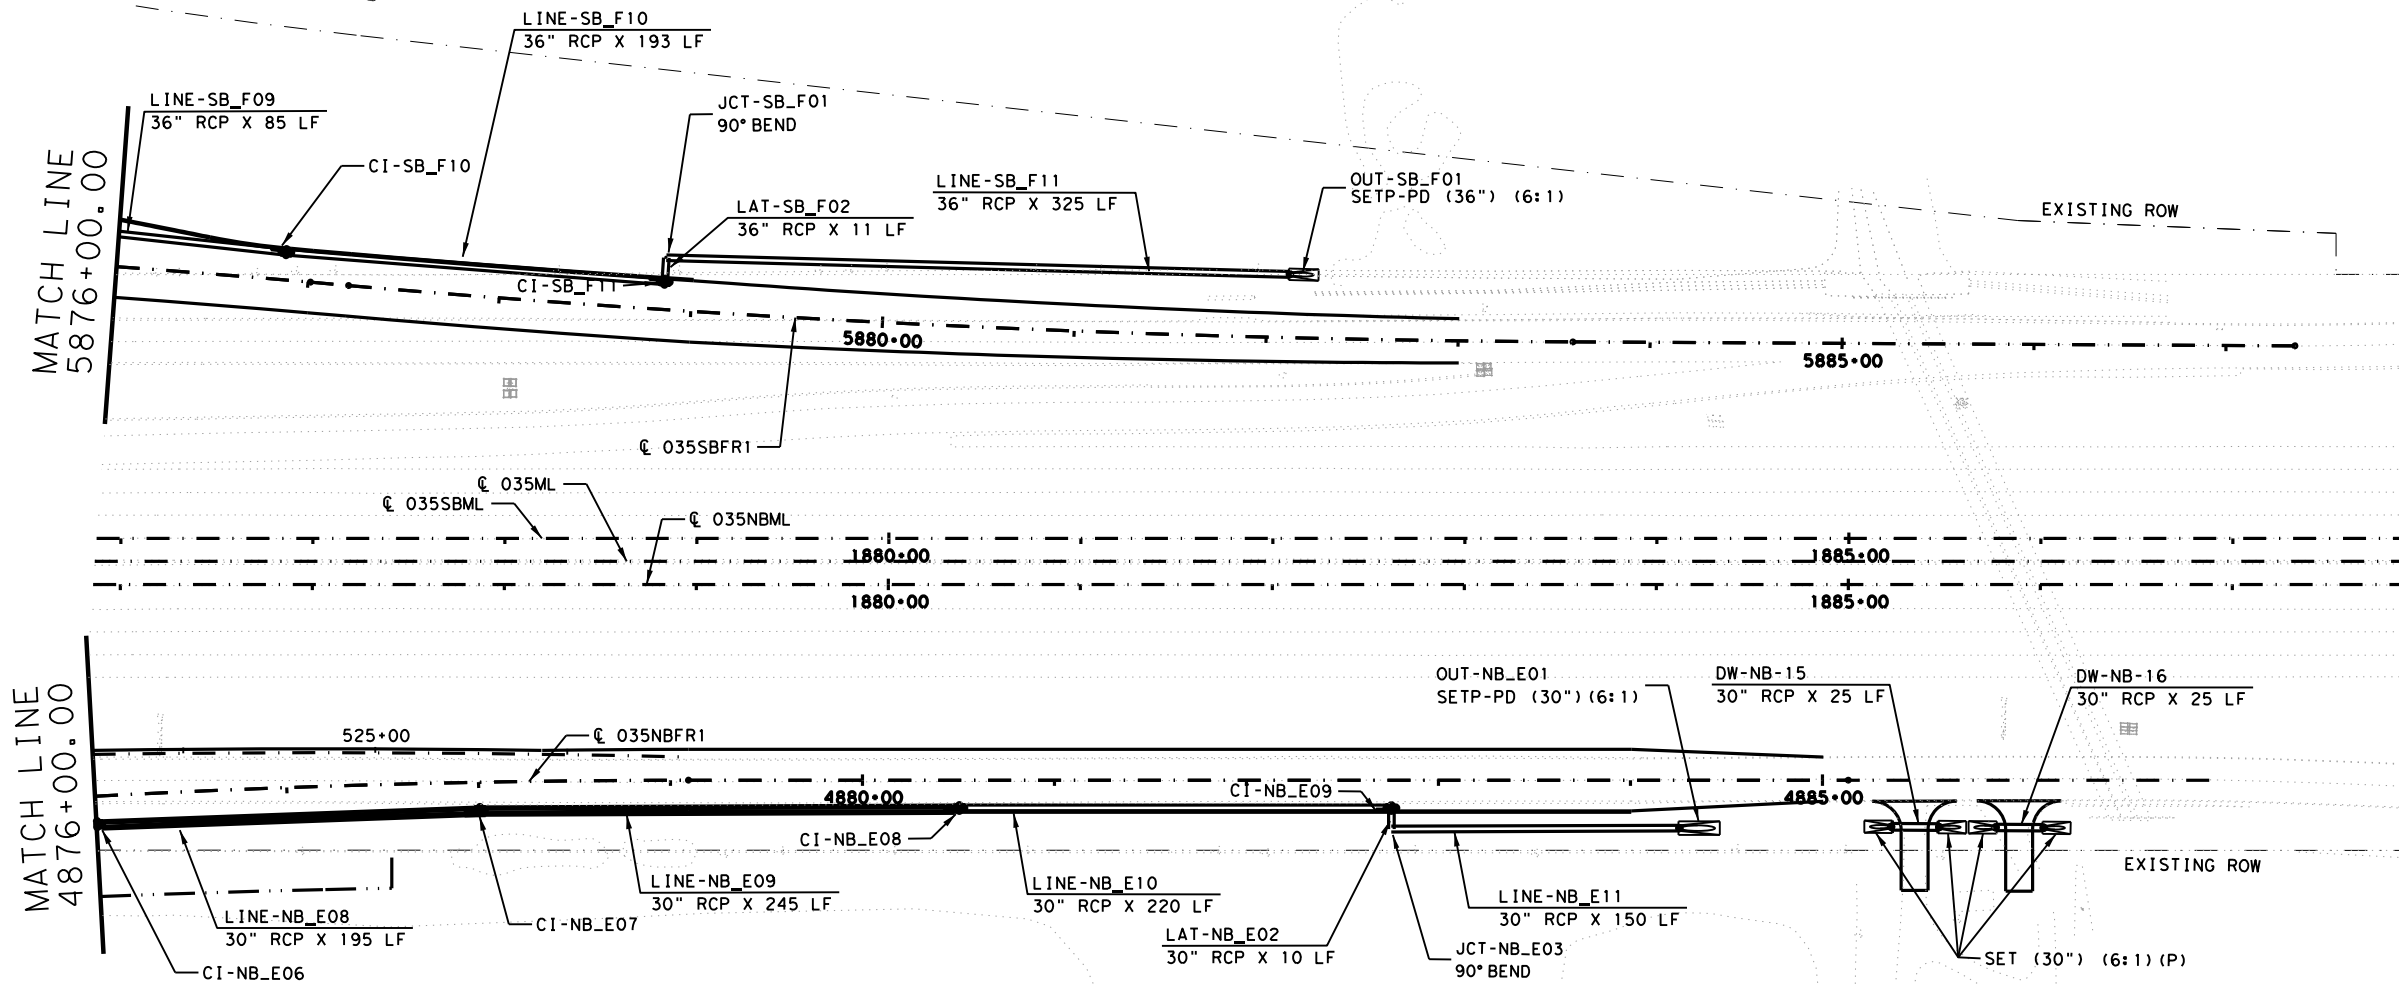 LINE-SB_F10
36" RCP X 193 LF
LINE-SB_F09
36" RCP X 85 LF
JCT-SB_F01
90° BEND
CI-SB_F10
LINE-SB_F11
36" RCP X 325 LF
OUT-SB_F01
SETP-PD (36") (6:1)
LAT-SB_F02
36" RCP X 11 LF
EXISTING ROW
MATCH LINE
5876+00.00
CI-SB_F11
5880+00
5885+00
℄ 035SBFR1
℄ 035ML
℄ 035SBML
℄ 035NBML
1880+00
1885+00
1880+00
1885+00
OUT-NB_E01
SETP-PD (30") (6:1)
DW-NB-15
30" RCP X 25 LF
DW-NB-16
30" RCP X 25 LF
MATCH LINE
4876+00.00
525+00
℄ 035NBFR1
4880+00
CI-NB_E09
4885+00
CI-NB_E08
EXISTING ROW
LINE-NB_E09
30" RCP X 245 LF
LINE-NB_E10
30" RCP X 220 LF
LINE-NB_E11
30" RCP X 150 LF
LINE-NB_E08
30" RCP X 195 LF
CI-NB_E07
LAT-NB_E02
30" RCP X 10 LF
JCT-NB_E03
90° BEND
SET (30") (6:1) (P)
CI-NB_E06